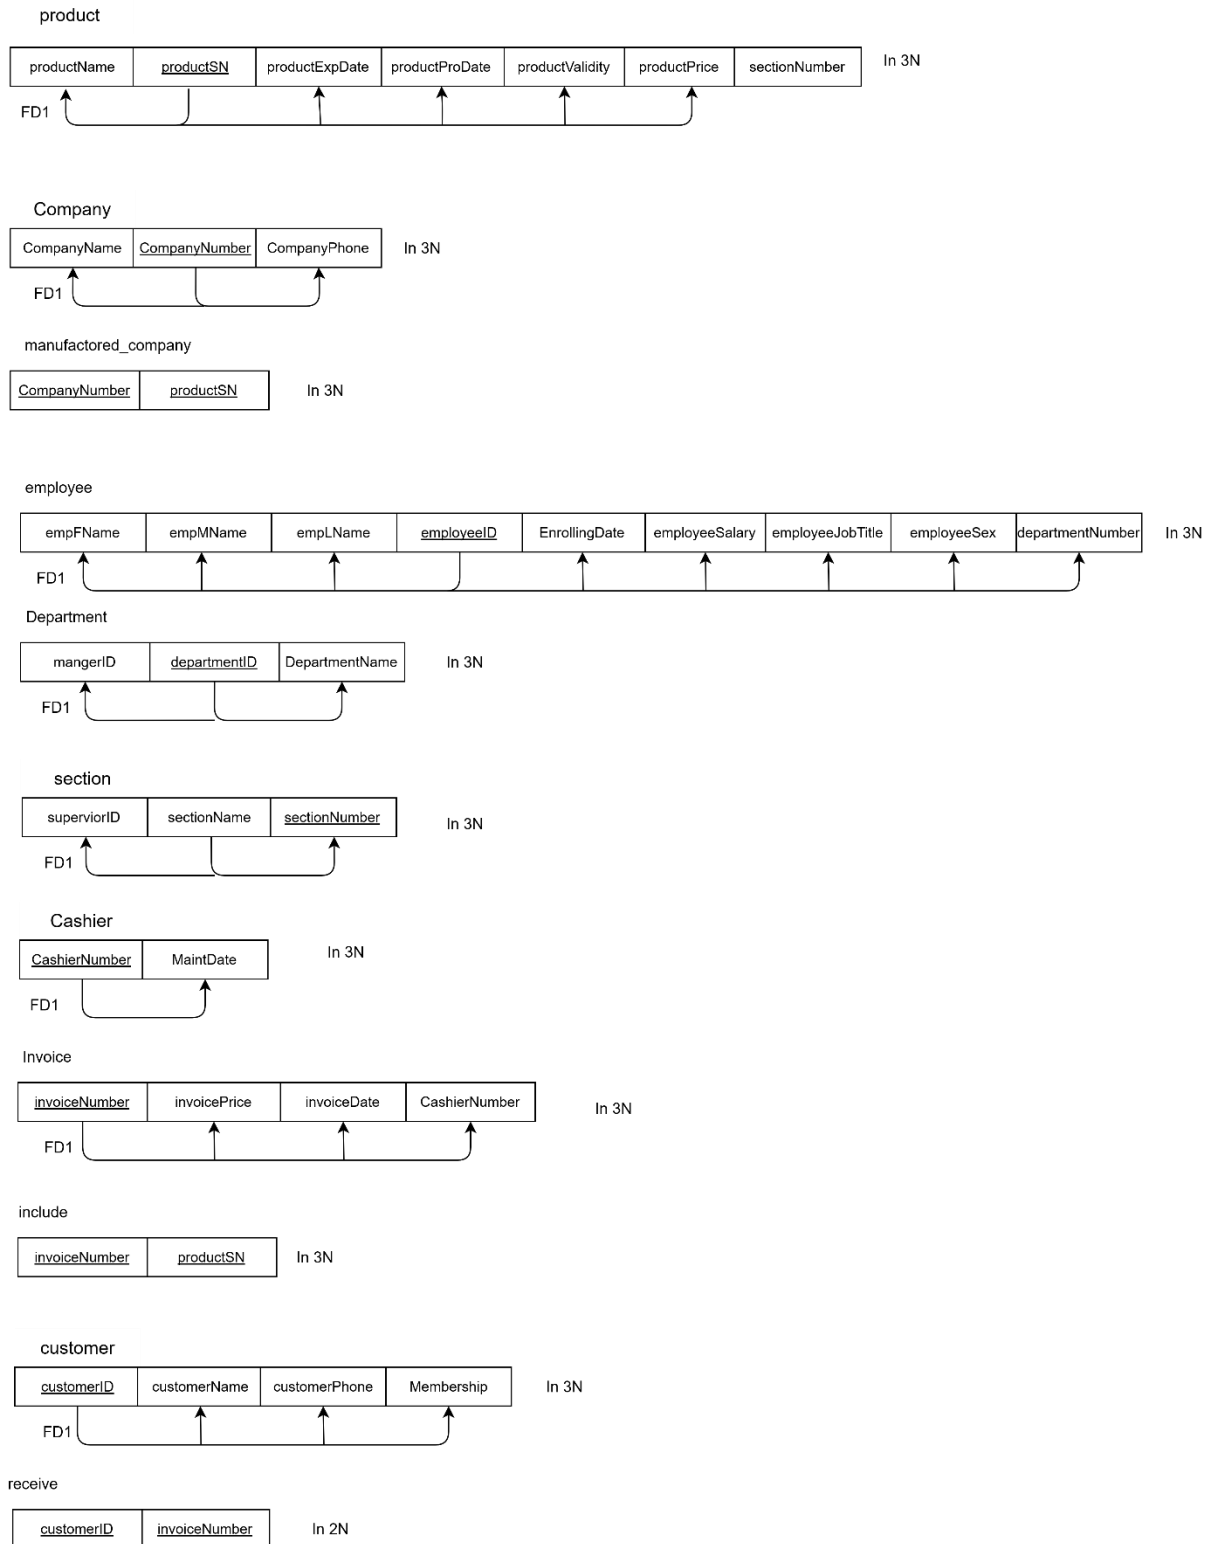 product
productName productSN productExpDate productProDate productValidity productPrice sectionNumber In 3N
FD1
Company
CompanyName CompanyNumber CompanyPhone In 3N
FD1
manufactored_company
CompanyNumber productSN In 3N
employee
empFName empMName empLName employeeID EnrollingDate employeeSalary employeeJobTitle employeeSex departmentNumber In 3N
FD1
Department
mangerID departmentID DepartmentName In 3N
FD1
section
superviorID sectionName sectionNumber In 3N
FD1
Cashier
CashierNumber MaintDate In 3N
FD1
Invoice
invoiceNumber invoicePrice invoiceDate CashierNumber In 3N
FD1
include
invoiceNumber productSN In 3N
customer
customerID customerName customerPhone Membership In 3N
FD1
receive
customerID invoiceNumber In 2N